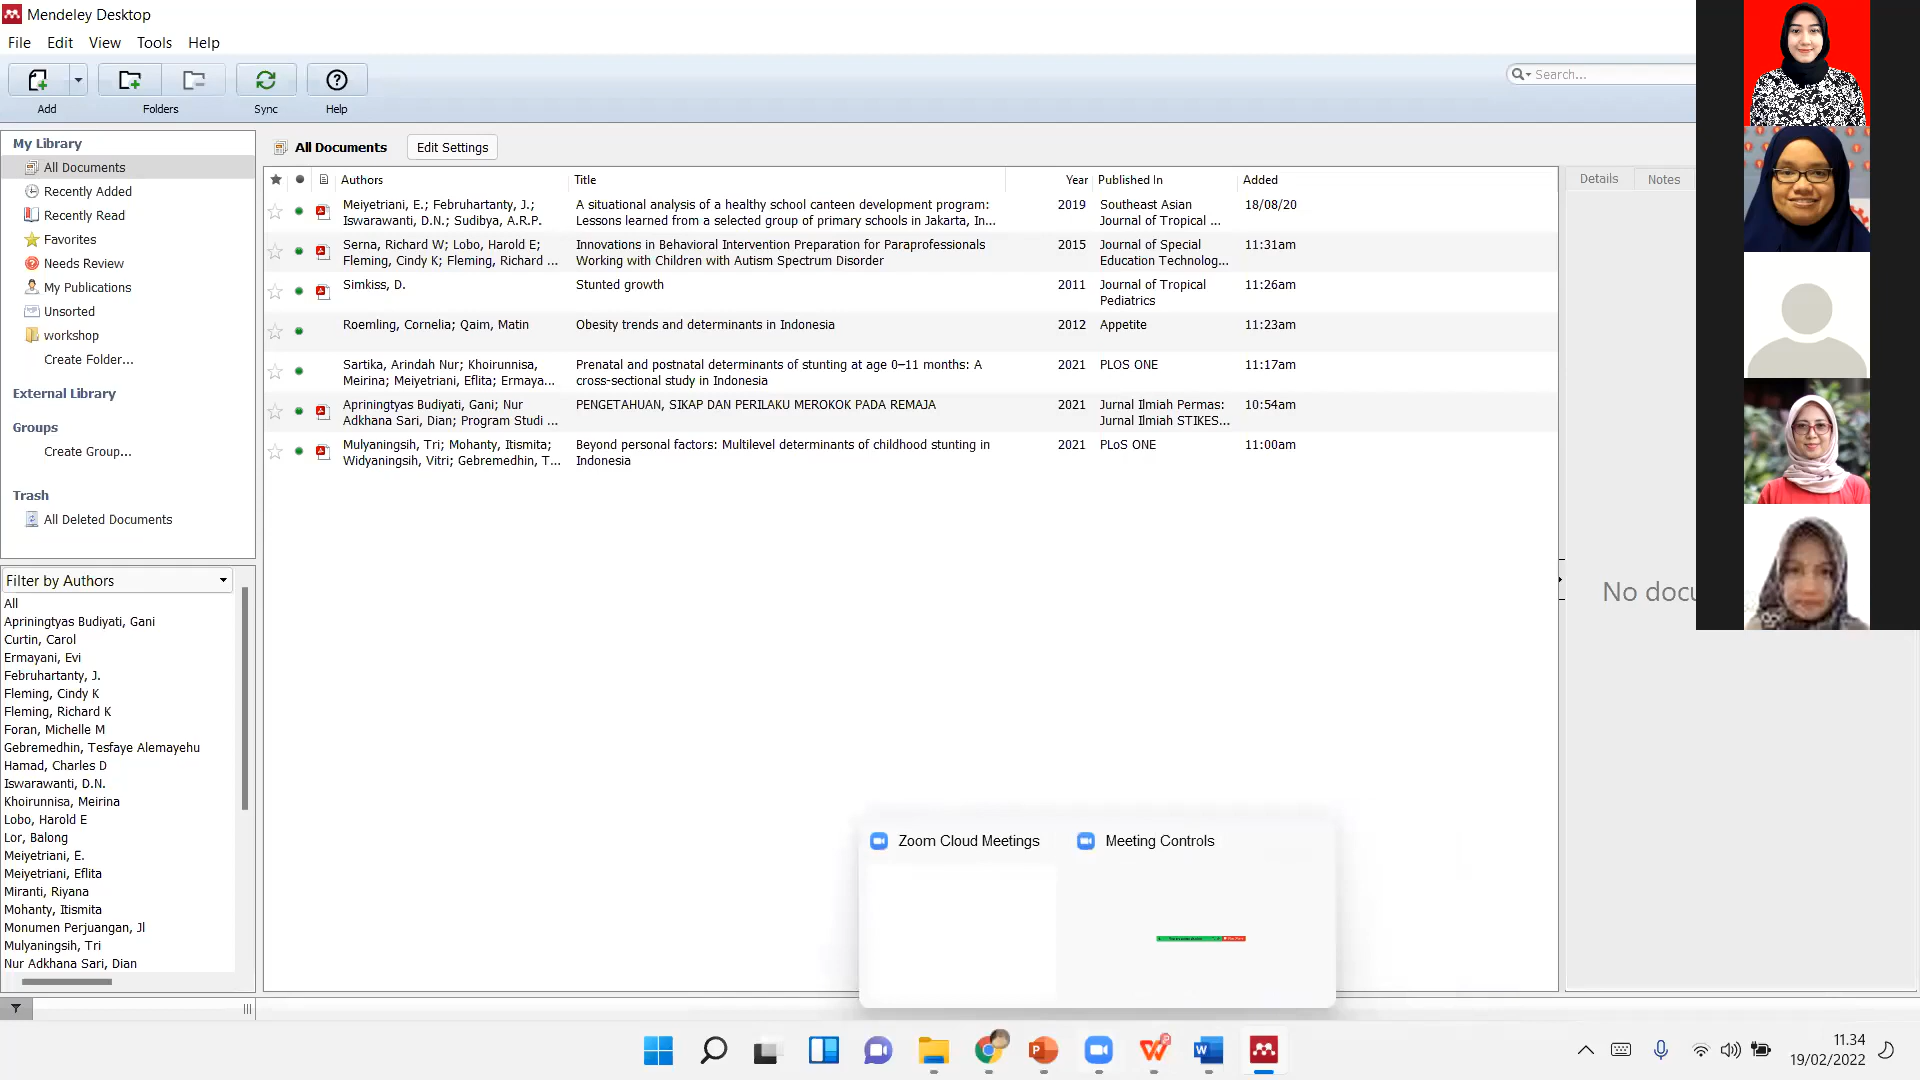 Mendeley Desktop
File Edit View Tools Help
Search...
Add Folders Sync Help
My Library
All Documents
Recently Added
Recently Read
Favorites
Needs Review
My Publications
Unsorted
workshop
Create Folder...
External Library
Groups
Create Group...
Trash
All Deleted Documents
Filter by Authors
All
Apriningtyas Budiyati, Gani
Curtin, Carol
Ermayani, Evi
Februhartanty, J.
Fleming, Cindy K
Fleming, Richard K
Foran, Michelle M
Gebremedhin, Tesfaye Alemayehu
Hamad, Charles D
Iswarawanti, D.N.
Khoirunnisa, Meirina
Lobo, Harold E
Lor, Balong
Meiyetriani, E.
Meiyetriani, Eflita
Miranti, Riyana
Mohanty, Itismita
Monumen Perjuangan, Jl
Mulyaningsih, Tri
Nur Adkhana Sari, Dian
All Documents Edit Settings
Authors Title Year Published In Added
Meiyetriani, E.; Februhartanty, J.; A situational analysis of a healthy school canteen development program: 2019 Southeast Asian 18/08/20
Iswarawanti, D.N.; Sudibya, A.R.P. Lessons learned from a selected group of primary schools in Jakarta, In... Journal of Tropical ...
Serna, Richard W; Lobo, Harold E; Innovations in Behavioral Intervention Preparation for Paraprofessionals 2015 Journal of Special 11:31am
Fleming, Cindy K; Fleming, Richard ... Working with Children with Autism Spectrum Disorder Education Technolog...
Simkiss, D. Stunted growth 2011 Journal of Tropical 11:26am
Pediatrics
Roemling, Cornelia; Qaim, Matin Obesity trends and determinants in Indonesia 2012 Appetite 11:23am
Sartika, Arindah Nur; Khoirunnisa, Prenatal and postnatal determinants of stunting at age 0–11 months: A 2021 PLOS ONE 11:17am
Meirina; Meiyetriani, Eflita; Ermaya... cross-sectional study in Indonesia
Apriningtyas Budiyati, Gani; Nur PENGETAHUAN, SIKAP DAN PERILAKU MEROKOK PADA REMAJA 2021 Jurnal Ilmiah Permas: 10:54am
Adkhana Sari, Dian; Program Studi ... Jurnal Ilmiah STIKES...
Mulyaningsih, Tri; Mohanty, Itismita; Beyond personal factors: Multilevel determinants of childhood stunting in 2021 PLoS ONE 11:00am
Widyaningsih, Vitri; Gebremedhin, T... Indonesia
Details Notes
No docu
Zoom Cloud Meetings Meeting Controls
11.34
19/02/2022